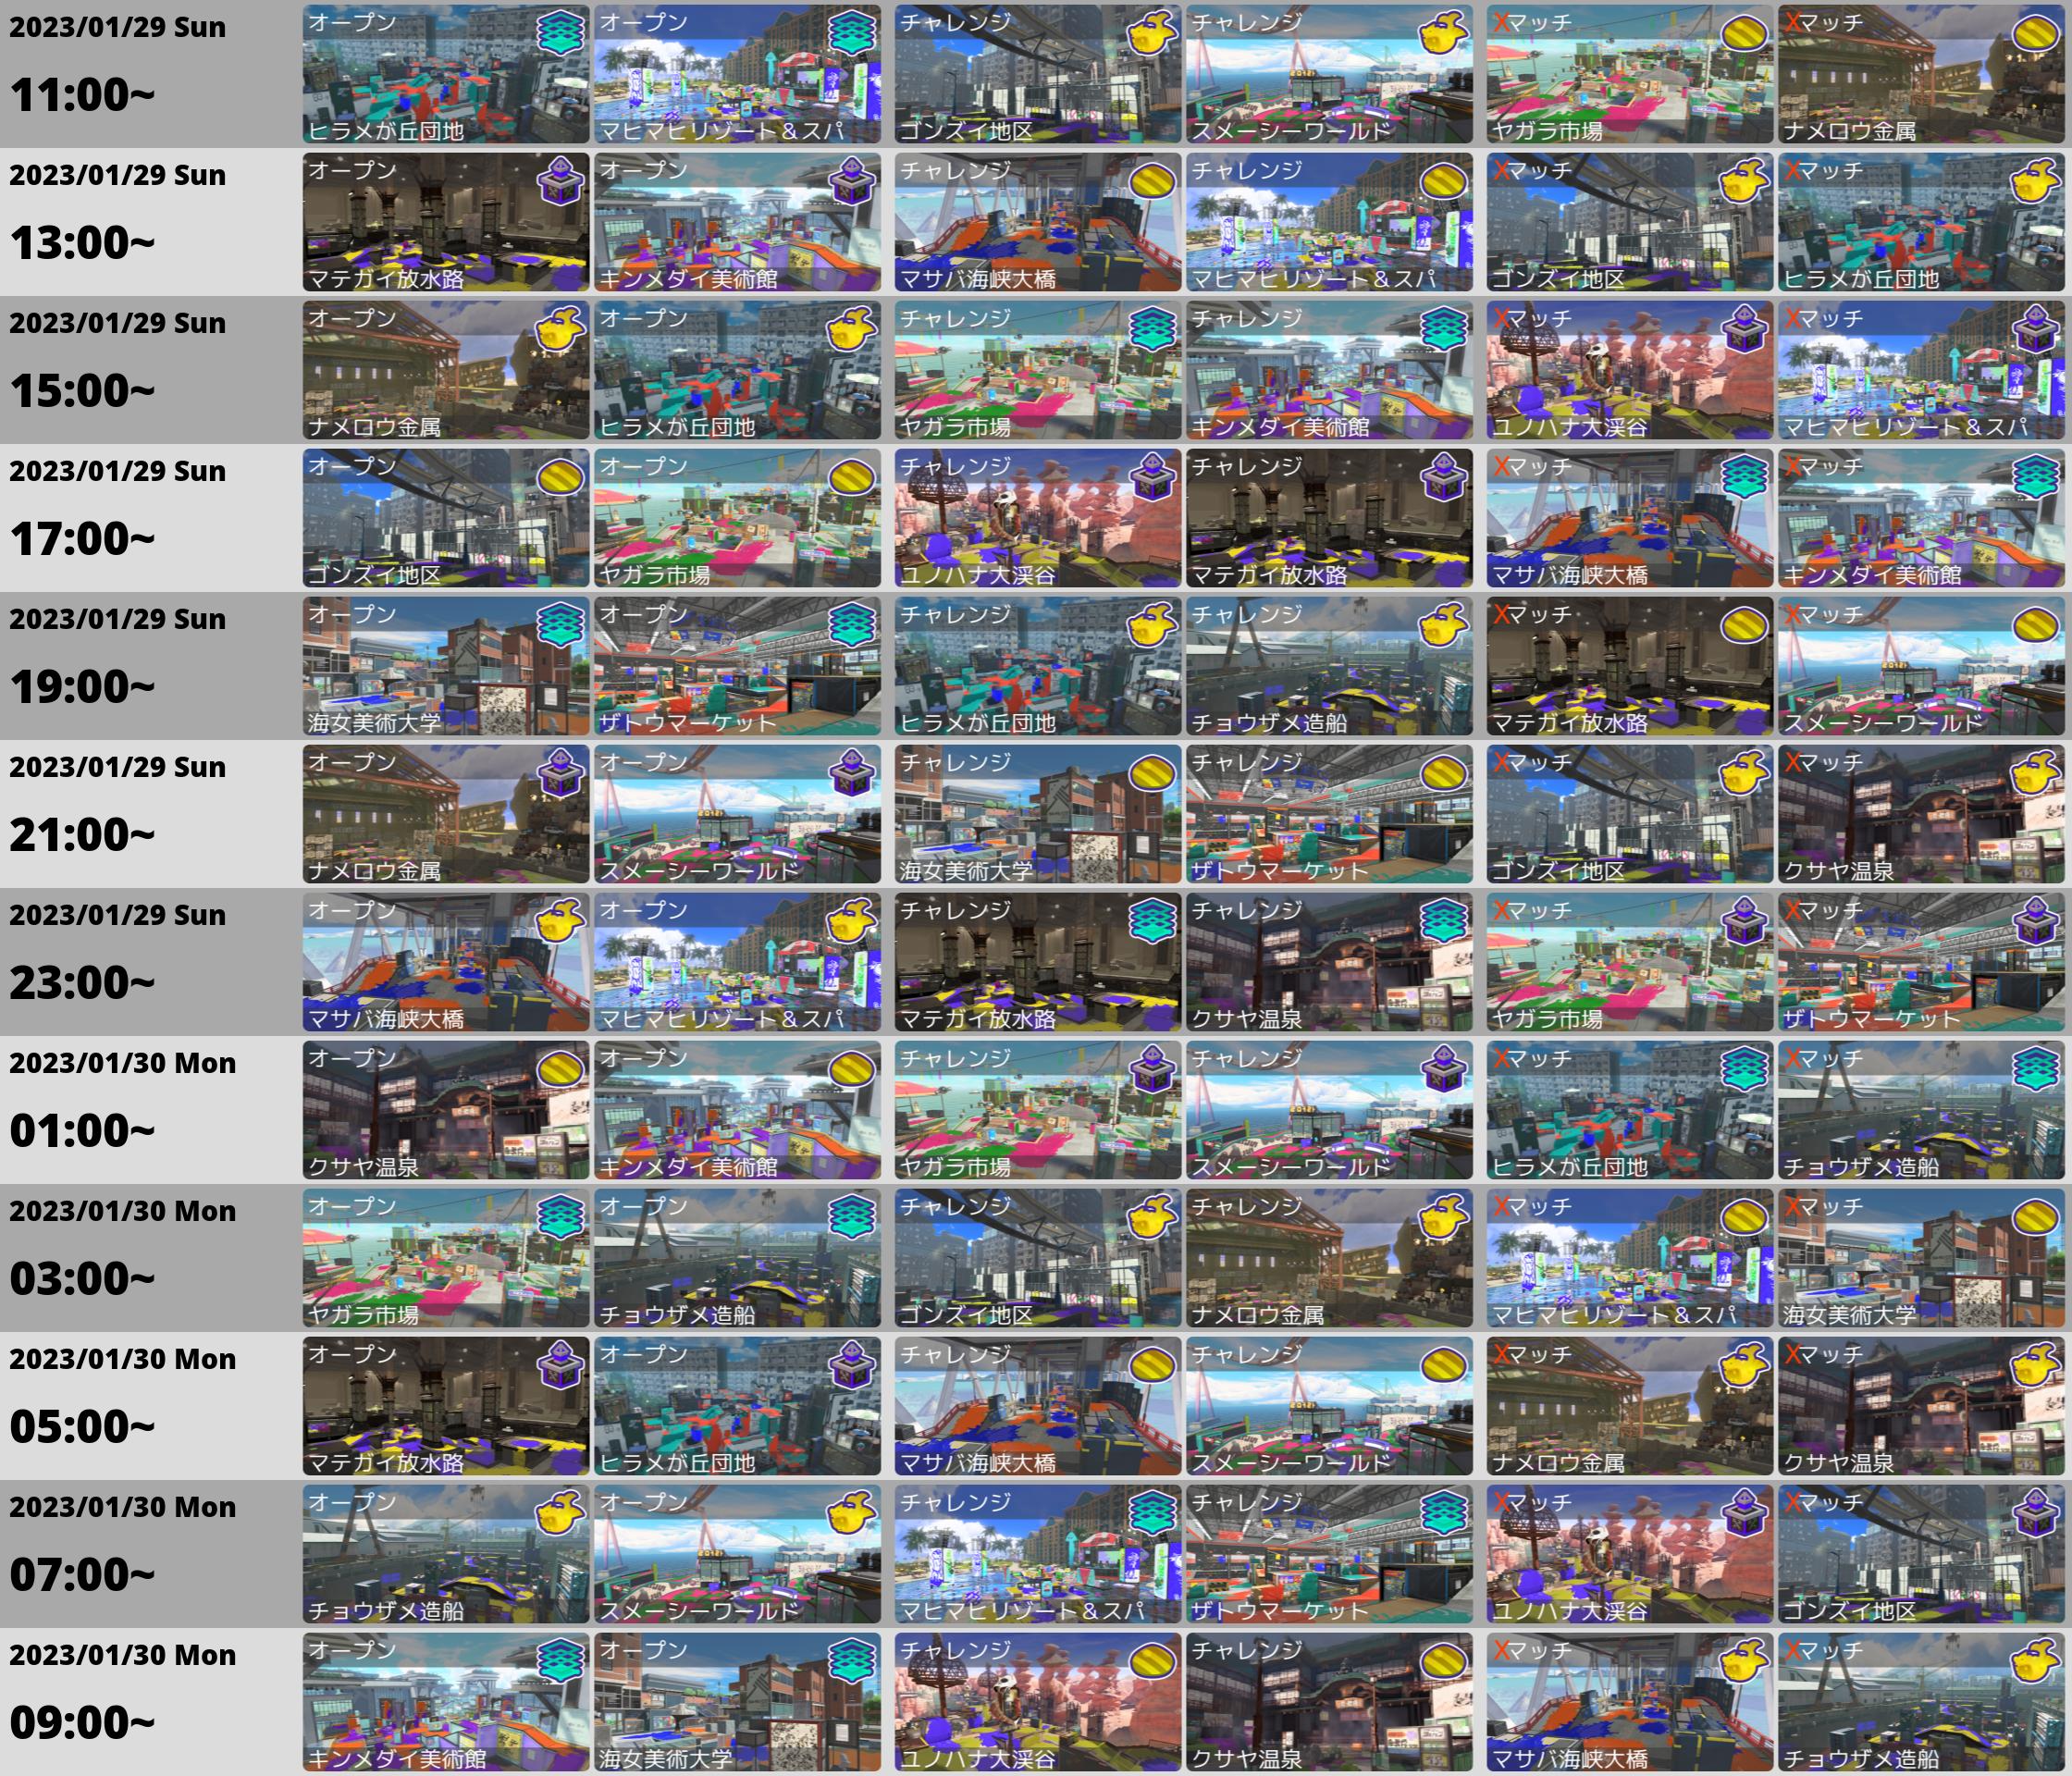 2023/01/29 Sun
11:00~
オープン
ヒラメが丘団地
オープン
マヒマヒリゾート＆スパ
チャレンジ
ゴンズイ地区
チャレンジ
スメーシーワールド
Xマッチ
ヤガラ市場
Xマッチ
ナメロウ金属
2023/01/29 Sun
13:00~
オープン
マテガイ放水路
オープン
キンメダイ美術館
チャレンジ
マサバ海峡大橋
チャレンジ
マヒマヒリゾート＆スパ
Xマッチ
ゴンズイ地区
Xマッチ
ヒラメが丘団地
2023/01/29 Sun
15:00~
オープン
ナメロウ金属
オープン
ヒラメが丘団地
チャレンジ
ヤガラ市場
チャレンジ
キンメダイ美術館
Xマッチ
ユノハナ大渓谷
Xマッチ
マヒマヒリゾート＆スパ
2023/01/29 Sun
17:00~
オープン
ゴンズイ地区
オープン
ヤガラ市場
チャレンジ
ユノハナ大渓谷
チャレンジ
マテガイ放水路
Xマッチ
マサバ海峡大橋
Xマッチ
キンメダイ美術館
2023/01/29 Sun
19:00~
オープン
海女美術大学
オープン
ザトウマーケット
チャレンジ
ヒラメが丘団地
チャレンジ
チョウザメ造船
Xマッチ
マテガイ放水路
Xマッチ
スメーシーワールド
2023/01/29 Sun
21:00~
オープン
ナメロウ金属
オープン
スメーシーワールド
チャレンジ
海女美術大学
チャレンジ
ザトウマーケット
Xマッチ
ゴンズイ地区
Xマッチ
クサヤ温泉
2023/01/29 Sun
23:00~
オープン
マサバ海峡大橋
オープン
マヒマヒリゾート＆スパ
チャレンジ
マテガイ放水路
チャレンジ
クサヤ温泉
Xマッチ
ヤガラ市場
Xマッチ
ザトウマーケット
2023/01/30 Mon
01:00~
オープン
クサヤ温泉
オープン
キンメダイ美術館
チャレンジ
ヤガラ市場
チャレンジ
スメーシーワールド
Xマッチ
ヒラメが丘団地
Xマッチ
チョウザメ造船
2023/01/30 Mon
03:00~
オープン
ヤガラ市場
オープン
チョウザメ造船
チャレンジ
ゴンズイ地区
チャレンジ
ナメロウ金属
Xマッチ
マヒマヒリゾート＆スパ
Xマッチ
海女美術大学
2023/01/30 Mon
05:00~
オープン
マテガイ放水路
オープン
ヒラメが丘団地
チャレンジ
マサバ海峡大橋
チャレンジ
スメーシーワールド
Xマッチ
ナメロウ金属
Xマッチ
クサヤ温泉
2023/01/30 Mon
07:00~
オープン
チョウザメ造船
オープン
スメーシーワールド
チャレンジ
マヒマヒリゾート＆スパ
チャレンジ
ザトウマーケット
Xマッチ
ユノハナ大渓谷
Xマッチ
ゴンズイ地区
2023/01/30 Mon
09:00~
オープン
キンメダイ美術館
オープン
海女美術大学
チャレンジ
ユノハナ大渓谷
チャレンジ
クサヤ温泉
Xマッチ
マサバ海峡大橋
Xマッチ
チョウザメ造船